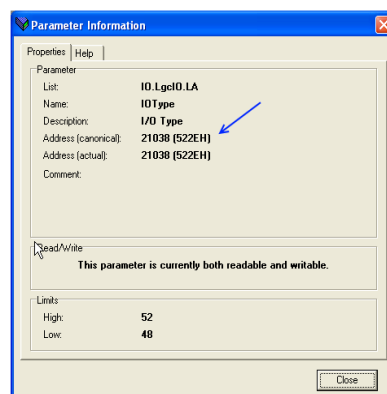 Parameter Information
Properties Help
Parameter
List: IO.LgcIO.LA
Name: IOType
Description: I/O Type
Address (canonical): 21038 (522EH)
Address (actual): 21038 (522EH)
Comment:
Read/Write
This parameter is currently both readable and writable.
Limits
High: 52
Low: 48
Close